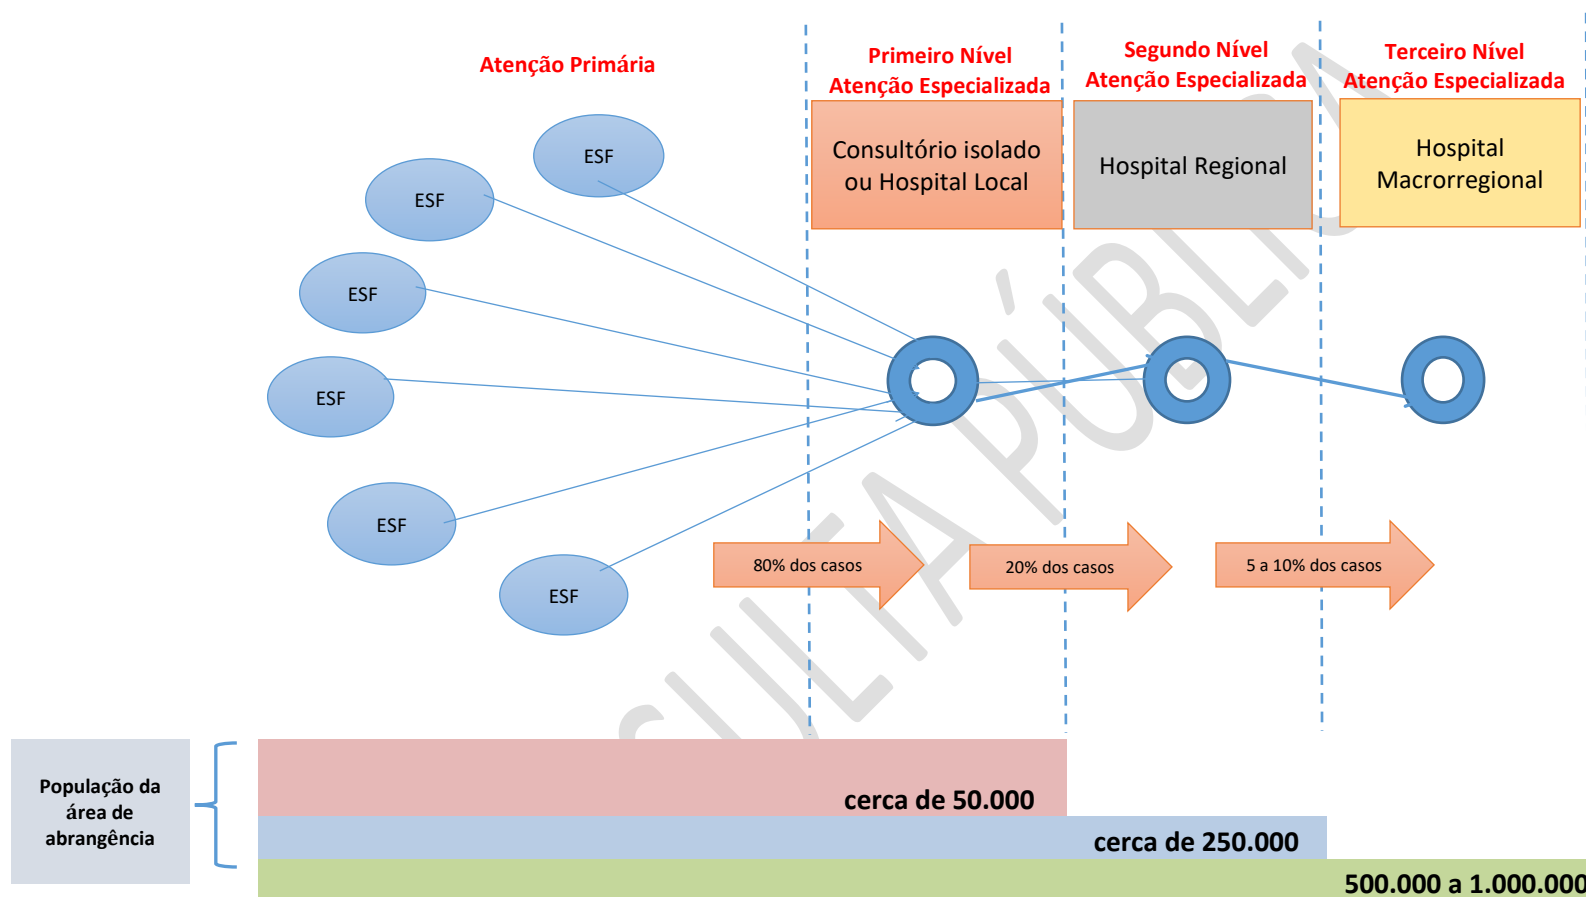 Atenção Primária
Primeiro Nível
Atenção Especializada
Segundo Nível
Atenção Especializada
Terceiro Nível
Atenção Especializada
Consultório isolado
ou Hospital Local
Hospital Regional
Hospital
Macrorregional
ESF
ESF
ESF
ESF
ESF
ESF
80% dos casos
20% dos casos
5 a 10% dos casos
SULTA PÚBLICA
População da
área de
abrangência
cerca de 50.000
cerca de 250.000
500.000 a 1.000.000